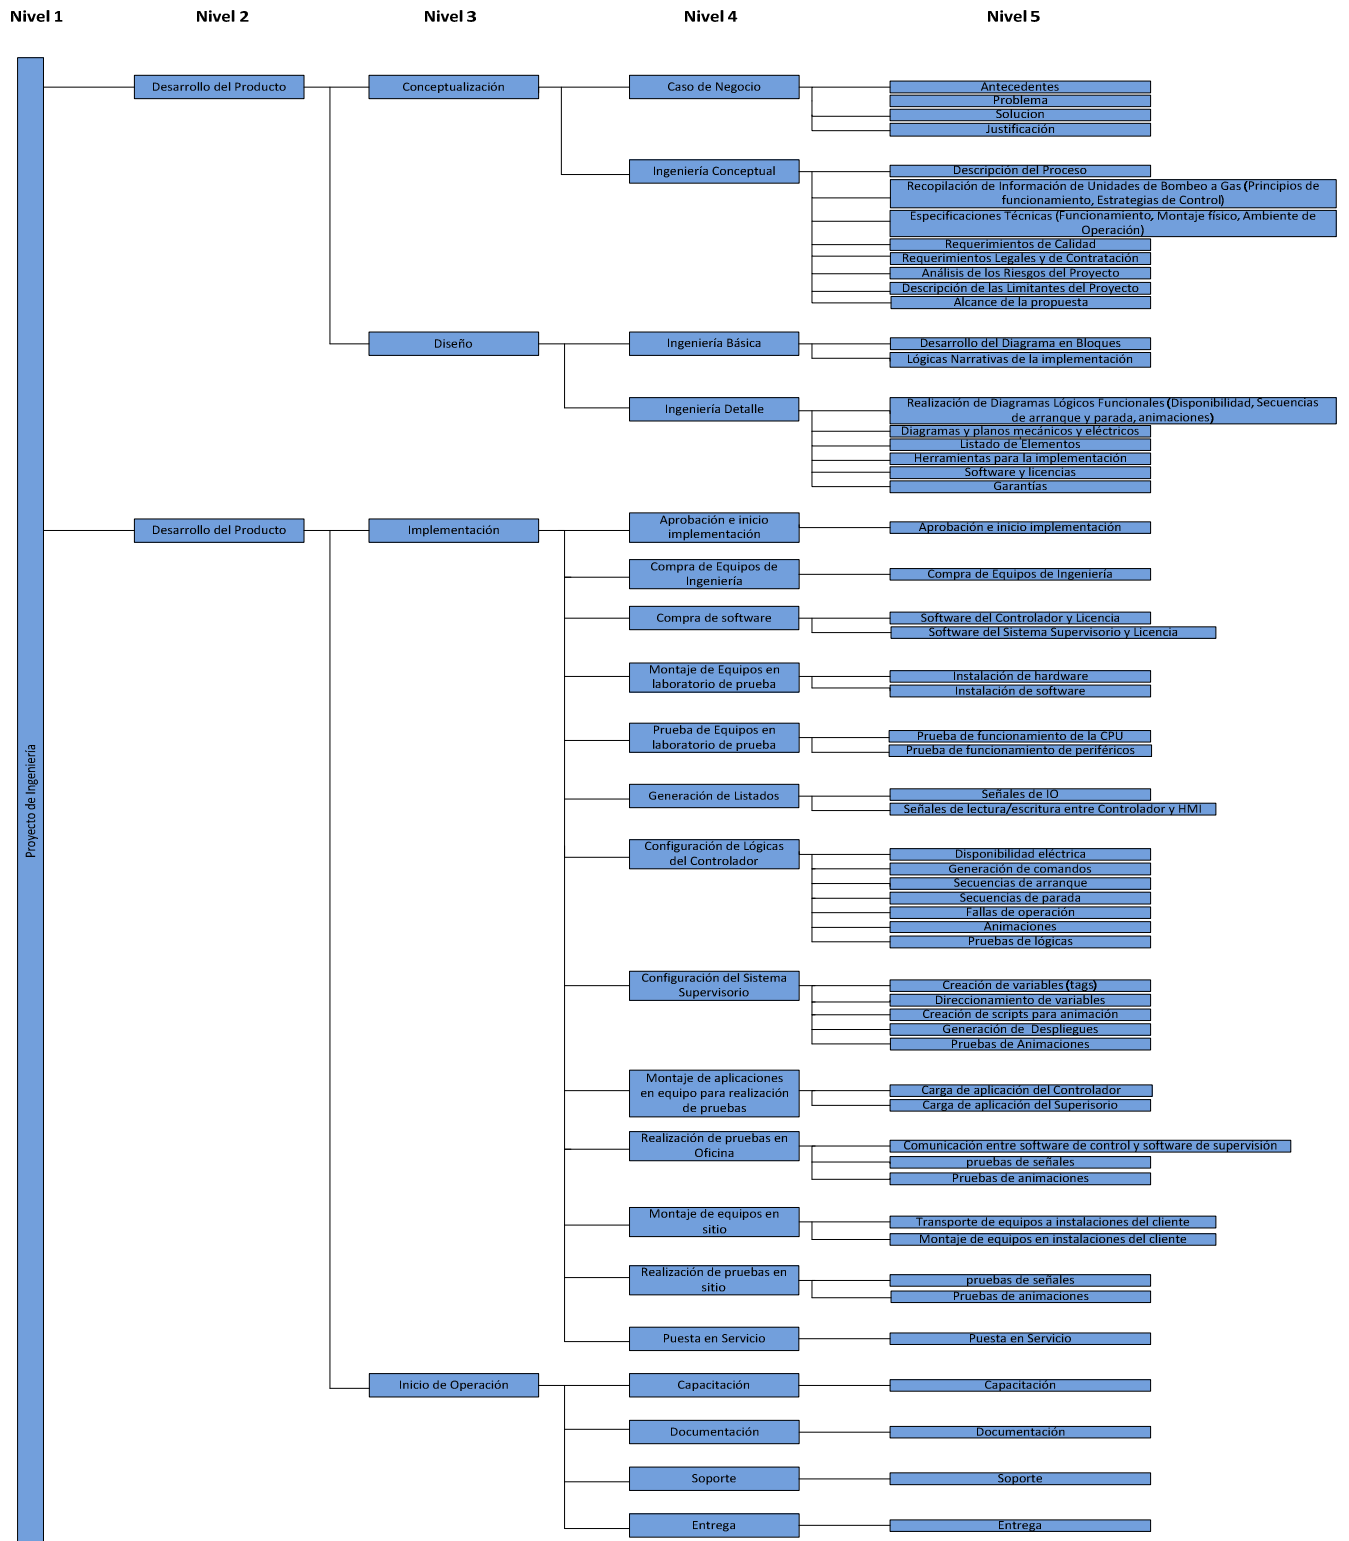 Nivel 1
Nivel 2
Nivel 3
Nivel 4
Nivel 5
Proyecto de Ingeniería
Desarrollo del Producto
Conceptualización
Caso de Negocio
Antecedentes
Problema
Solucion
Justificación
Ingeniería Conceptual
Descripción del Proceso
Recopilación de Información de Unidades de Bombeo a Gas (Principios de
funcionamiento, Estrategias de Control)
Especificaciones Técnicas (Funcionamiento, Montaje físico, Ambiente de
Operación)
Requerimientos de Calidad
Requerimientos Legales y de Contratación
Análisis de los Riesgos del Proyecto
Descripción de las Limitantes del Proyecto
Alcance de la propuesta
Diseño
Ingeniería Básica
Desarrollo del Diagrama en Bloques
Lógicas Narrativas de la implementación
Ingeniería Detalle
Realización de Diagramas Lógicos Funcionales (Disponibilidad, Secuencias
de arranque y parada, animaciones)
Diagramas y planos mecánicos y eléctricos
Listado de Elementos
Herramientas para la implementación
Software y licencias
Garantias
Desarrollo del Producto
Implementación
Aprobación e inicio
implementación
Aprobación e inicio implementación
Compra de Equipos de
Ingeniería
Compra de Equipos de Ingeniería
Compra de software
Software del Controlador y Licencia
Software del Sistema Supervisorio y Licencia
Montaje de Equipos en
laboratorio de prueba
Instalación de hardware
Instalación de software
Prueba de Equipos en
laboratorio de prueba
Prueba de funcionamiento de la CPU
Prueba de funcionamiento de periféricos
Generación de Listados
Señales de IO
Señales de lectura/escritura entre Controlador y HMI
Configuración de Lógicas
del Controlador
Disponibilidad eléctrica
Generación de comandos
Secuencias de arranque
Secuencias de parada
Fallas de operación
Animaciones
Pruebas de lógicas
Configuración del Sistema
Supervisorio
Creación de variables (tags)
Direccionamiento de variables
Creación de scripts para animación
Generación de Despliegues
Pruebas de Animaciones
Montaje de aplicaciones
en equipo para realización
de pruebas
Carga de aplicación del Controlador
Carga de aplicación del Superisorio
Realización de pruebas en
Oficina
Comunicación entre software de control y software de supervisión
pruebas de señales
Pruebas de animaciones
Montaje de equipos en
sitio
Transporte de equipos a instalaciones del cliente
Montaje de equipos en instalaciones del cliente
Realización de pruebas en
sitio
pruebas de señales
Pruebas de animaciones
Puesta en Servicio
Puesta en Servicio
Inicio de Operación
Capacitación
Capacitación
Documentación
Documentación
Soporte
Soporte
Entrega
Entrega